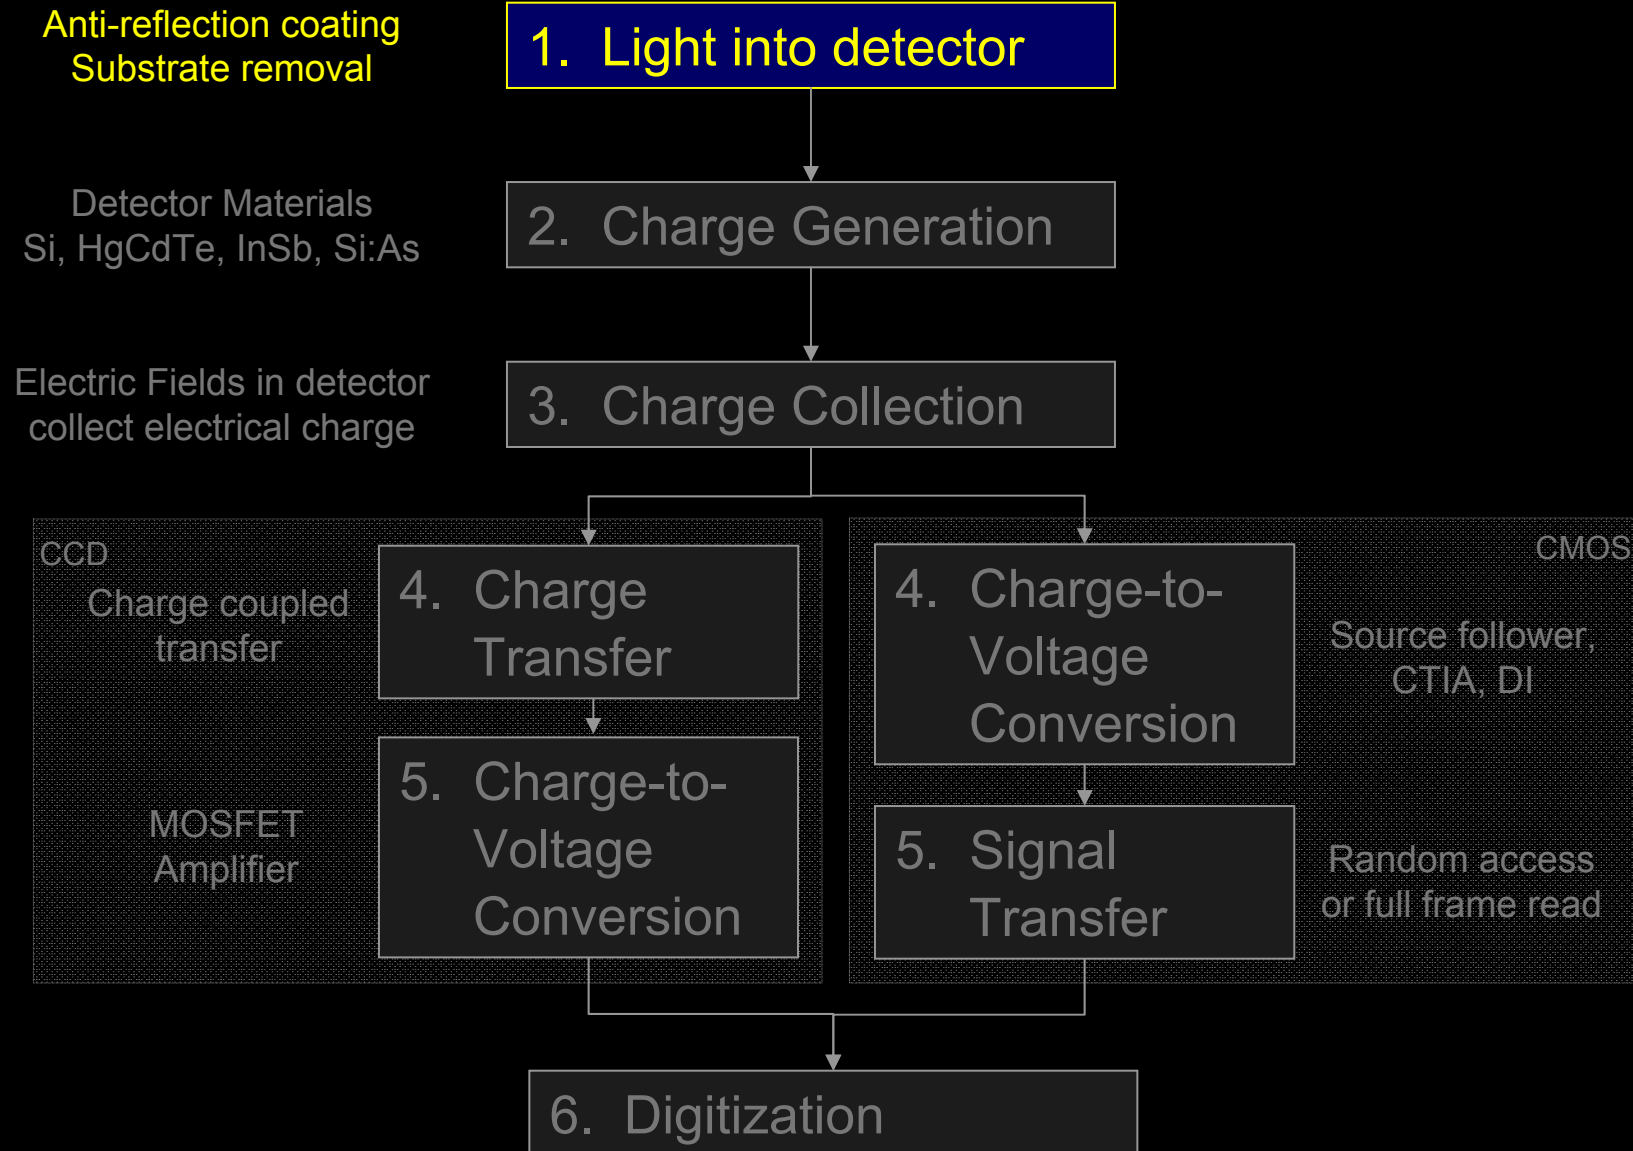 Anti-reflection coating
Substrate removal
1. Light into detector
Detector Materials
Si, HgCdTe, InSb, Si:As
2. Charge Generation
Electric Fields in detector
collect electrical charge
3. Charge Collection
CCD
Charge coupled
transfer
4. Charge
Transfer
MOSFET
Amplifier
5. Charge-to-
Voltage
Conversion
CMOS
4. Charge-to-
Voltage
Conversion
Source follower,
CTIA, DI
5. Signal
Transfer
Random access
or full frame read
6. Digitization